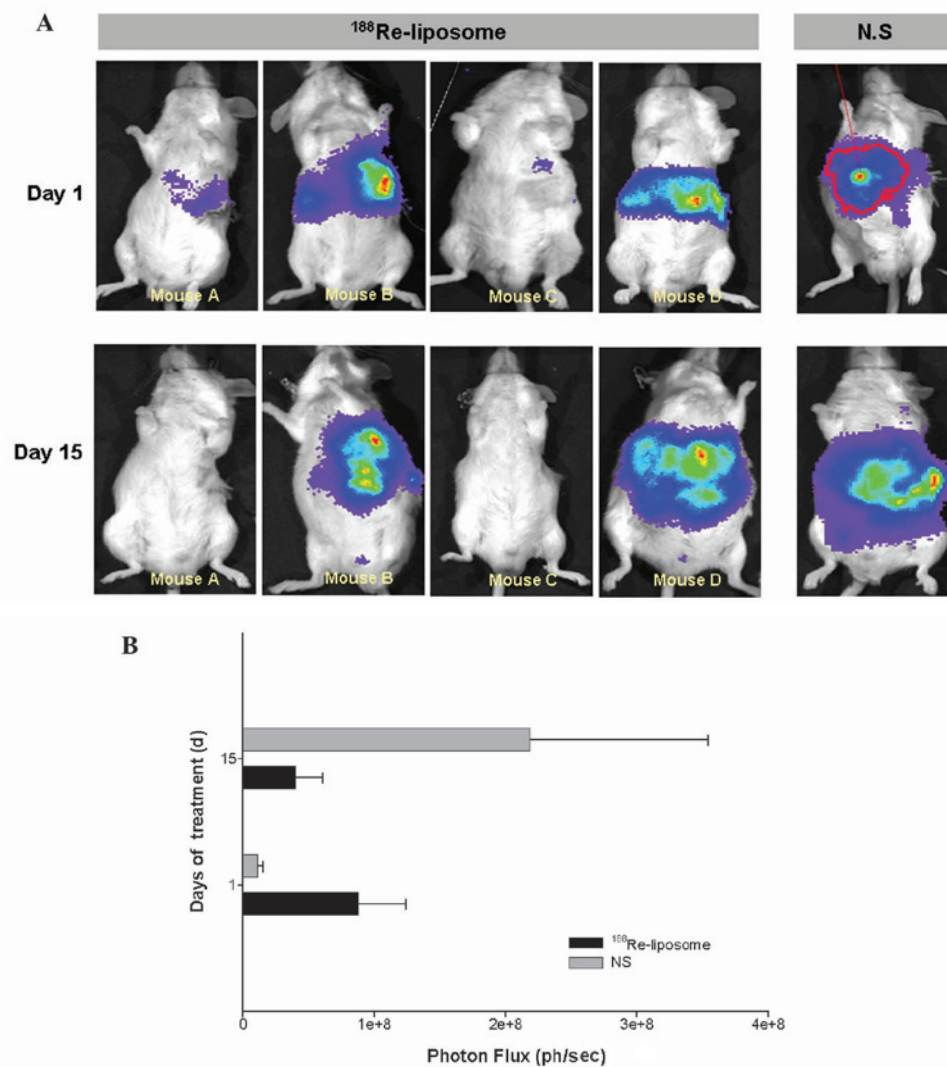 A
¹⁸⁸Re-liposome
N.S
Day 1
Mouse A
Mouse B
Mouse C
Mouse D
Day 15
Mouse A
Mouse B
Mouse C
Mouse D
B
Days of treatment (d)
15
1
¹⁸⁸Re-liposome
NS
0
1e+8
2e+8
3e+8
4e+8
Photon Flux (ph/sec)